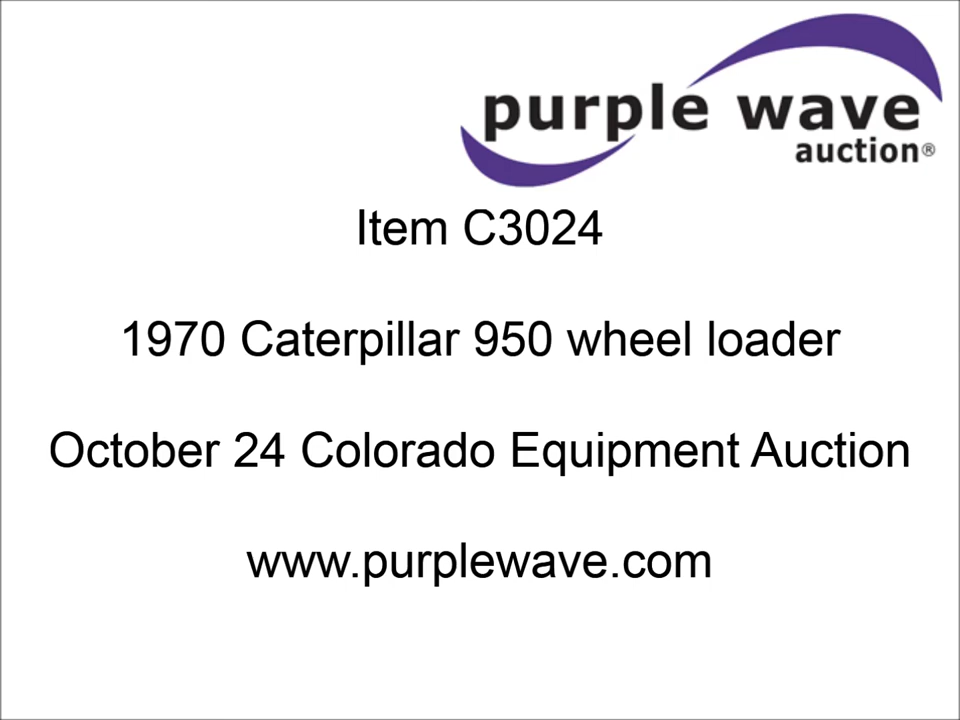 purple wave
auction®
Item C3024
1970 Caterpillar 950 wheel loader
October 24 Colorado Equipment Auction
www.purplewave.com